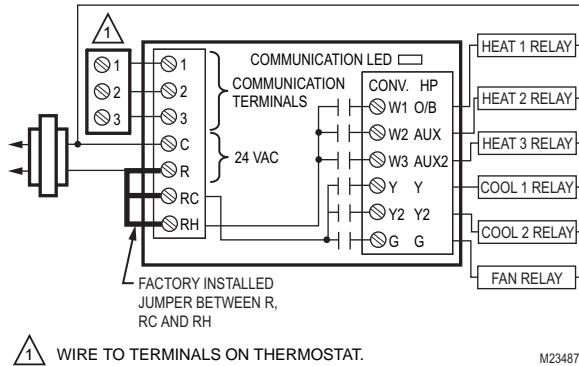 1
1
2
3
1
2
3
C
R
RC
RH
COMMUNICATION LED
COMMUNICATION
TERMINALS
24 VAC
CONV. HP
W1 O/B
W2 AUX
W3 AUX2
Y Y
Y2 Y2
G G
HEAT 1 RELAY
HEAT 2 RELAY
HEAT 3 RELAY
COOL 1 RELAY
COOL 2 RELAY
FAN RELAY
FACTORY INSTALLED
JUMPER BETWEEN R,
RC AND RH
1 WIRE TO TERMINALS ON THERMOSTAT.
M23487